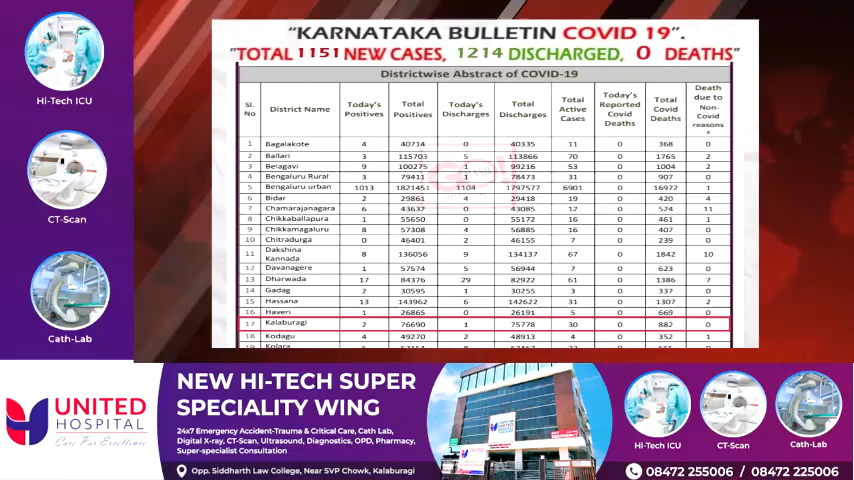 Hi-Tech ICU
CT-Scan
Cath-Lab
“KARNATAKA BULLETIN COVID 19”.
"TOTAL 1151 NEW CASES, 1214 DISCHARGED, 0 DEATHS"
Districtwise Abstract of COVID-19
Sl. No District Name Today's Positives Total Positives Today's Discharges Total Discharges Total Active Cases Today's Reported Covid Deaths Total Covid Deaths Death due to Non-Covid reasons
1 Bagalakote 4 40714 0 40335 11 0 368 0
2 Ballari 3 115703 5 113866 70 0 1765 2
3 Belagavi 9 100275 1 99216 53 0 1004 2
4 Bengaluru Rural 3 79411 1 78473 31 0 907 0
5 Bengaluru urban 1013 1821451 1104 1797577 6901 0 16972 1
6 Bidar 2 29861 4 29418 19 0 420 4
7 Chamarajanagara 6 43632 0 43085 12 0 524 11
8 Chikkaballapura 1 55650 0 55172 16 0 461 1
9 Chikkamagaluru 8 57308 4 56885 16 0 407 0
10 Chitradurga 0 46401 2 46155 7 0 239 0
11 Dakshina Kannada 8 136056 9 134137 67 0 1842 10
12 Davanagere 1 57574 5 56944 7 0 623 0
13 Dharwada 17 84376 29 82922 61 0 1386 7
14 Gadag 2 30595 1 30255 3 0 337 0
15 Hassana 13 143962 6 142622 31 0 1307 2
16 Haveri 1 26865 0 26191 5 0 669 0
17 Kalaburagi 2 76690 1 75778 30 0 882 0
18 Kodagu 4 49270 2 48913 4 0 352 1
UNITED
HOSPITAL
Care For Excellence
NEW HI-TECH SUPER
SPECIALITY WING
24x7 Emergency Accident-Trauma & Critical Care, Cath Lab,
Digital X-ray, CT-Scan, Ultrasound, Diagnostics, OPD, Pharmacy,
Super-specialist Consultation
Opp. Siddharth Law College, Near SVP Chowk, Kalaburagi
Hi-Tech ICU
CT-Scan
Cath-Lab
08472 255006 / 08472 225006